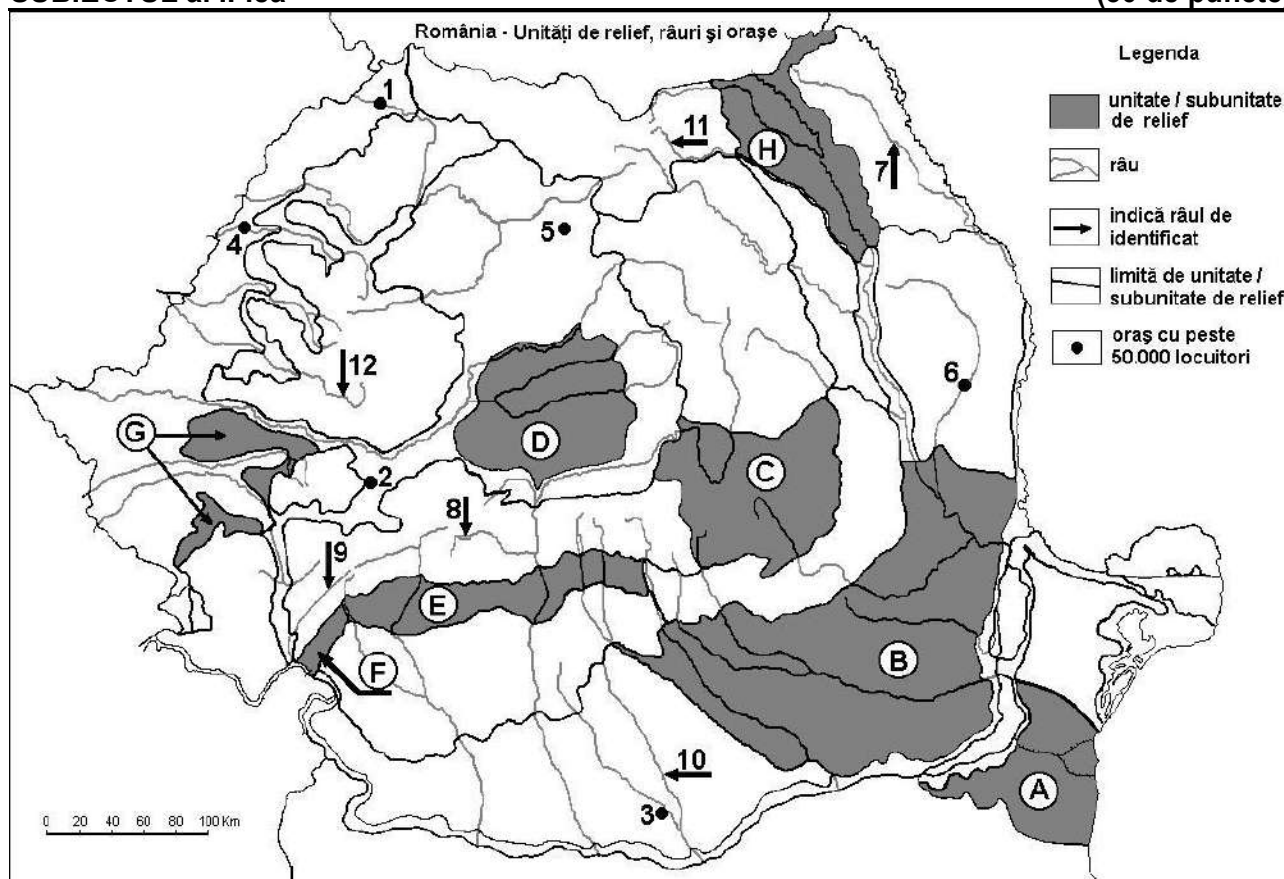 România - Unități de relief, râuri și orașe
Legenda
unitate / subunitate
de relief
râu
indică râul de
identificat
limită de unitate /
subunitate de relief
oraș cu peste
50.000 locuitori
1
11
H
7
4
5
12
6
G
D
C
2
8
9
E
B
F
10
A
3
0 20 40 60 80 100 Km